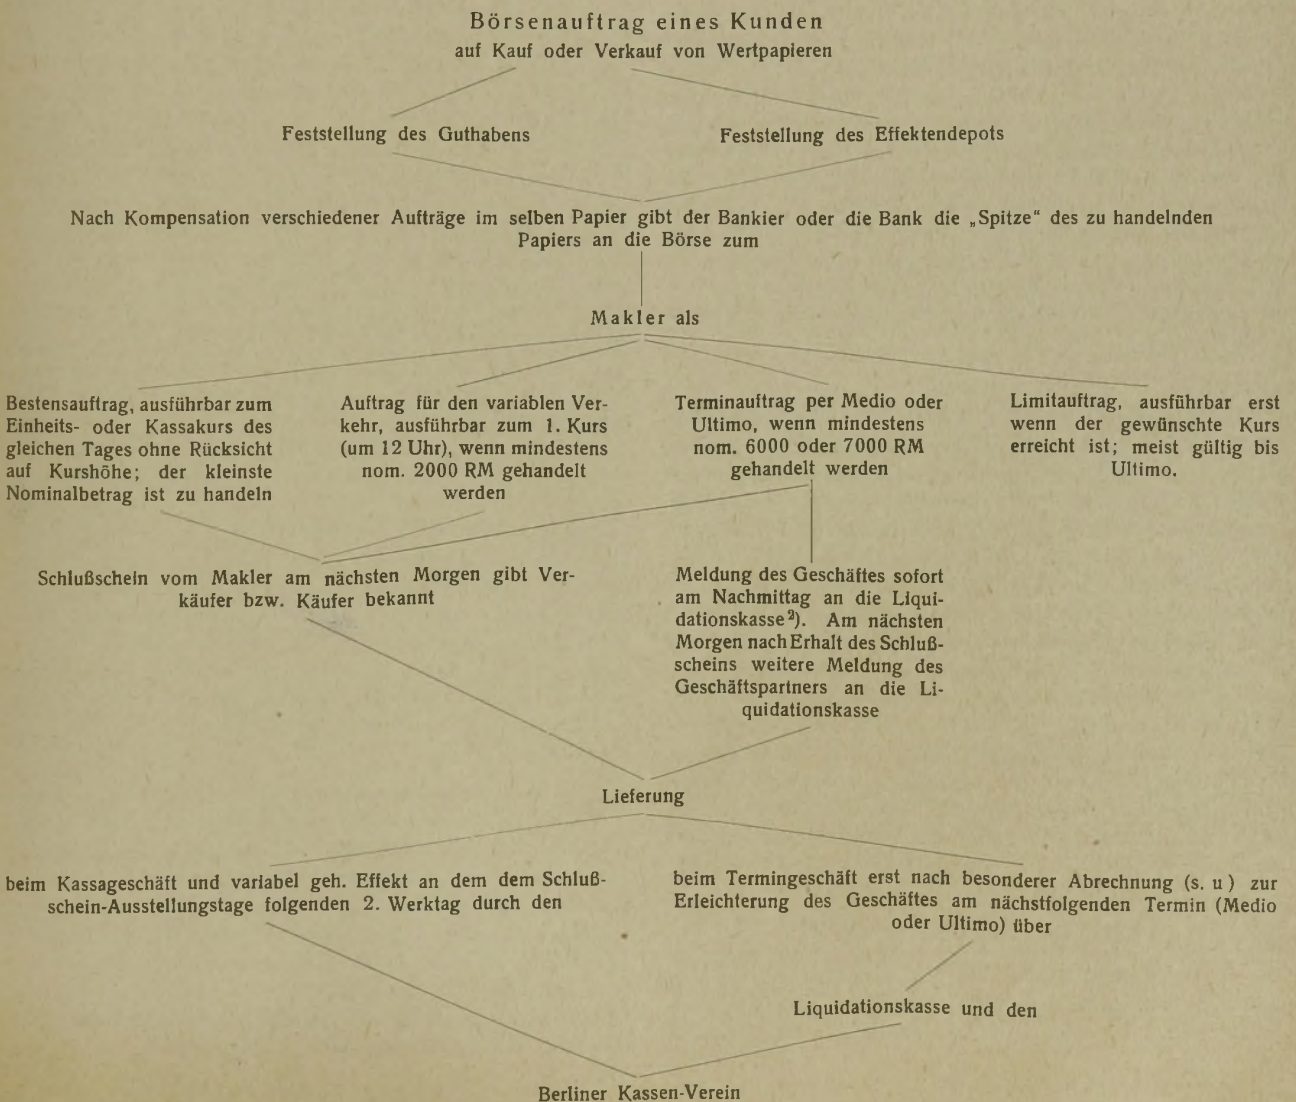 Börsenauftrag eines Kunden
auf Kauf oder Verkauf von Wertpapieren
Feststellung des Guthabens
Feststellung des Effektendepots
Nach Kompensation verschiedener Aufträge im selben Papier gibt der Bankier oder die Bank die „Spitze“ des zu handelnden
Papiers an die Börse zum
Makler als
Bestensauftrag, ausführbar zum
Einheits- oder Kassakurs des
gleichen Tages ohne Rücksicht
auf Kurshöhe; der kleinste
Nominalbetrag ist zu handeln
Auftrag für den variablen Ver-
kehr, ausführbar zum 1. Kurs
(um 12 Uhr), wenn mindestens
nom. 2000 RM gehandelt
werden
Terminauftrag per Medio oder
Ultimo, wenn mindestens
nom. 6000 oder 7000 RM
gehandelt werden
Limitauftrag, ausführbar erst
wenn der gewünschte Kurs
erreicht ist; meist gültig bis
Ultimo.
Schlußschein vom Makler am nächsten Morgen gibt Ver-
käufer bzw. Käufer bekannt
Meldung des Geschäftes sofort
am Nachmittag an die Liqui-
dationskasse²). Am nächsten
Morgen nach Erhalt des Schluß-
scheins weitere Meldung des
Geschäftspartners an die Li-
quidationskasse
Lieferung
beim Kassageschäft und variabel geh. Effekt an dem dem Schluß-
schein-Ausstellungstage folgenden 2. Werktag durch den
beim Termingeschäft erst nach besonderer Abrechnung (s. u ) zur
Erleichterung des Geschäftes am nächstfolgenden Termin (Medio
oder Ultimo) über
Liquidationskasse und den
Berliner Kassen-Verein